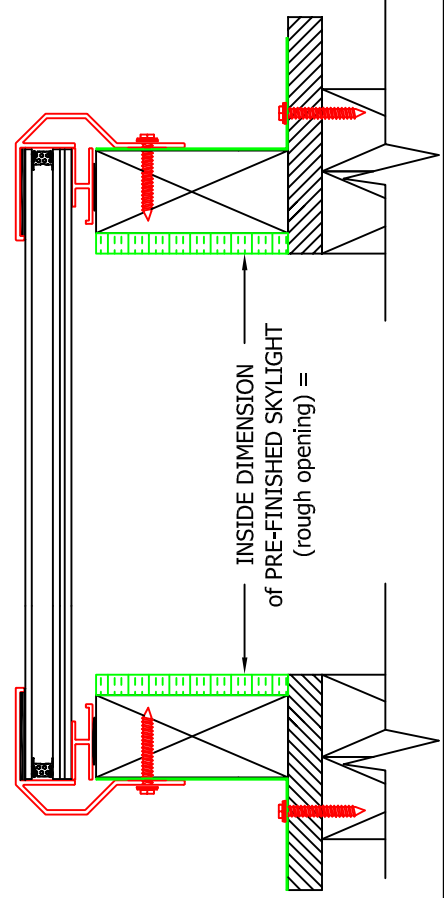 INSIDE DIMENSION
of PRE-FINISHED SKYLIGHT
(rough opening) =